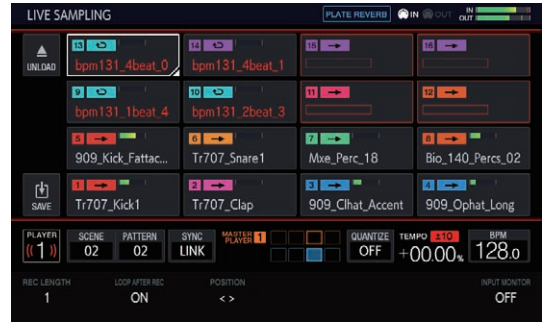 LIVE SAMPLING PLATE REVERB IN OUT IN OUT
13 14 15 16
UNLOAD bpm131_4beat_0 bpm131_4beat_1
9 10 11 12
bpm131_1beat_4 bpm131_2beat_3
5 6 7 8
909_Kick_Fattac... Tr707_Snare1 Mxe_Perc_18 Bio_140_Percs_02
1 2 3 4
SAVE Tr707_Kick1 Tr707_Clap 909_Clhat_Accent 909_Ophat_Long
PLAYER SCENE PATTERN SYNC MASTER PLAYER 1 QUANTIZE TEMPO ±10 BPM
1 02 02 LINK OFF +00.00% 128.0
REC LENGTH LOOP AFTER REC POSITION INPUT MONITOR
1 ON < > OFF